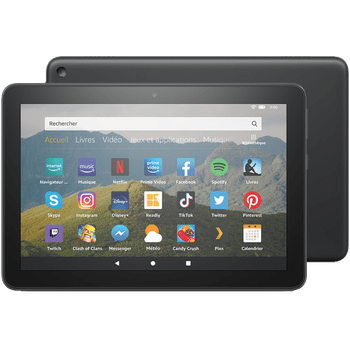 Rechercher
Accueil Livres Vidéo Jeux et applications Musique
Navigateur ... Musique Netflix Prime Video Facebook Spotify Livres
Skype Instagram Disney+ Readly TikTok Twitter Pinterest
Twitch Clash of Clans Messenger Météo Candy Crush Plex Calendrier